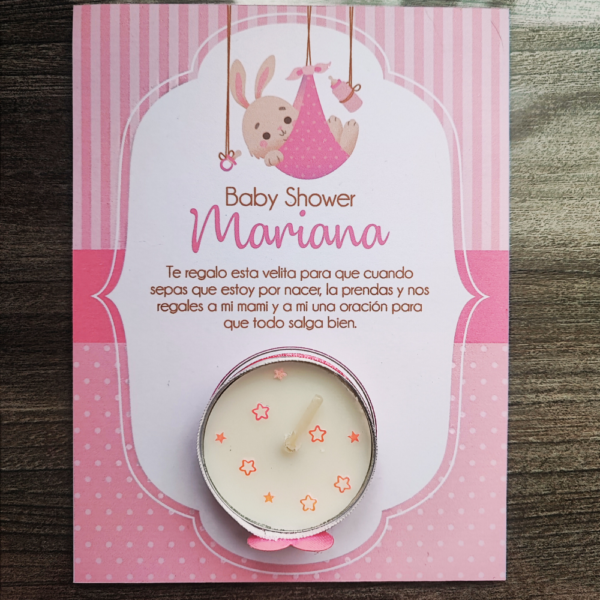 Baby Shower
Mariana
Te regalo esta velita para que cuando
sepas que estoy por nacer, la prendas y nos
regales a mi mami y a mi una oración para
que todo salga bien.